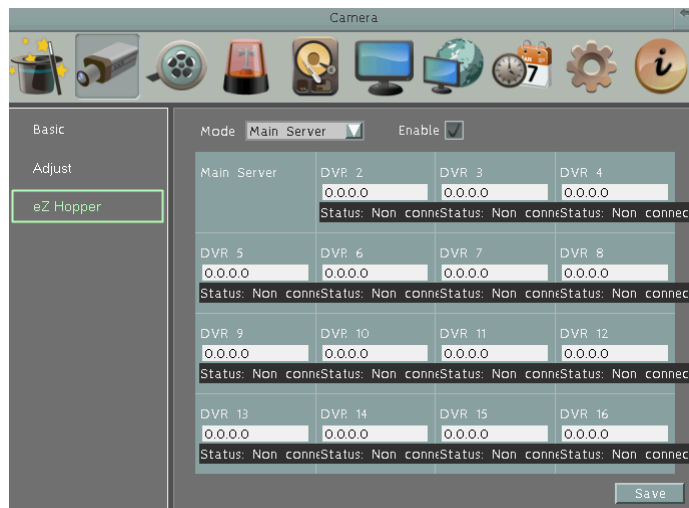 Camera
7
i
Basic
Adjust
eZ Hopper
Mode Main Server Enable
Main Server DVR 2 DVR 3 DVR 4
0.0.0.0 0.0.0.0 0.0.0.0
Status: Non conne Status: Non conne Status: Non connec
DVR 5 DVR 6 DVR 7 DVR 8
0.0.0.0 0.0.0.0 0.0.0.0 0.0.0.0
Status: Non conne Status: Non conne Status: Non conne Status: Non connec
DVR 9 DVR 10 DVR 11 DVR 12
0.0.0.0 0.0.0.0 0.0.0.0 0.0.0.0
Status: Non conne Status: Non conne Status: Non conne Status: Non connec
DVR 13 DVR 14 DVR 15 DVR 16
0.0.0.0 0.0.0.0 0.0.0.0 0.0.0.0
Status: Non conne Status: Non conne Status: Non conne Status: Non connec
Save